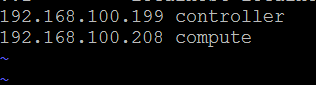 192.168.100.199 controller
192.168.100.208 compute
~
~